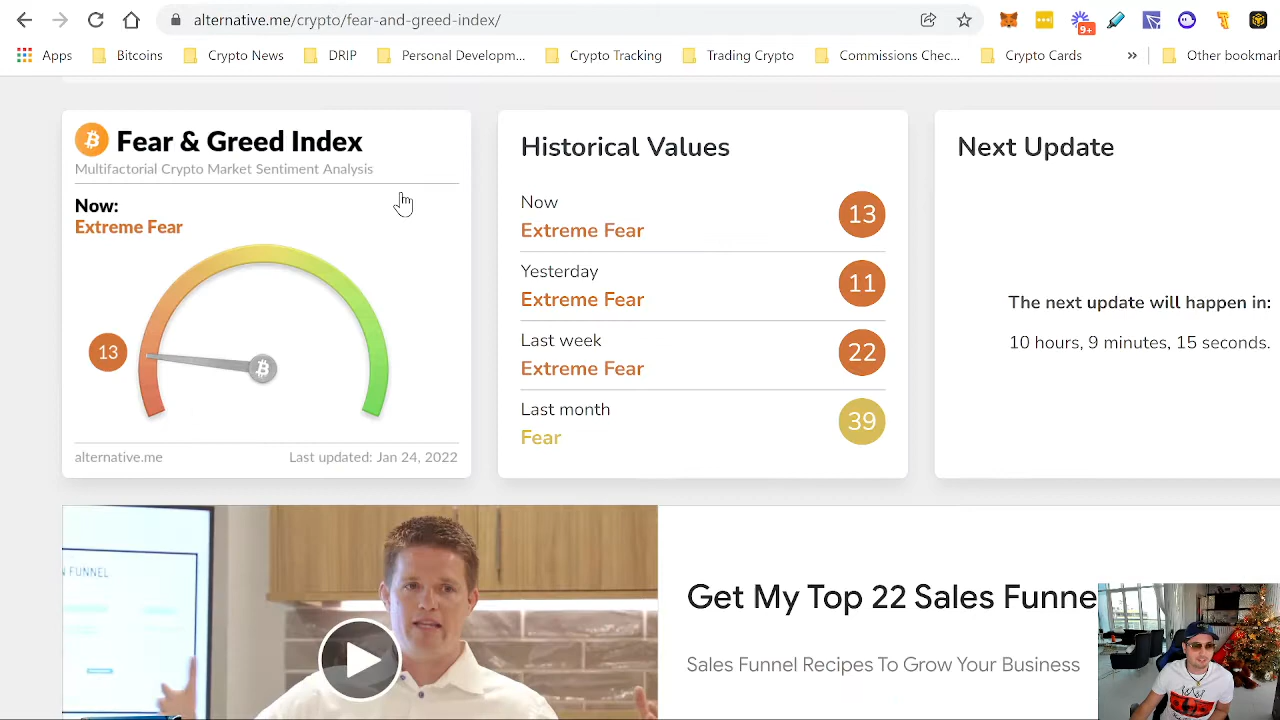 alternative.me/crypto/fear-and-greed-index/
9+
Apps
Bitcoins
Crypto News
DRIP
Personal Developm...
Crypto Tracking
Trading Crypto
Commissions Chec...
Crypto Cards
»
Other bookmar
Fear & Greed Index
Multifactorial Crypto Market Sentiment Analysis
Now:
Extreme Fear
13
alternative.me
Last updated: Jan 24, 2022
Historical Values
Now
Extreme Fear
13
Yesterday
Extreme Fear
11
Last week
Extreme Fear
22
Last month
Fear
39
Next Update
The next update will happen in:
10 hours, 9 minutes, 15 seconds.
N FUNNEL
Get My Top 22 Sales Funne
Sales Funnel Recipes To Grow Your Business